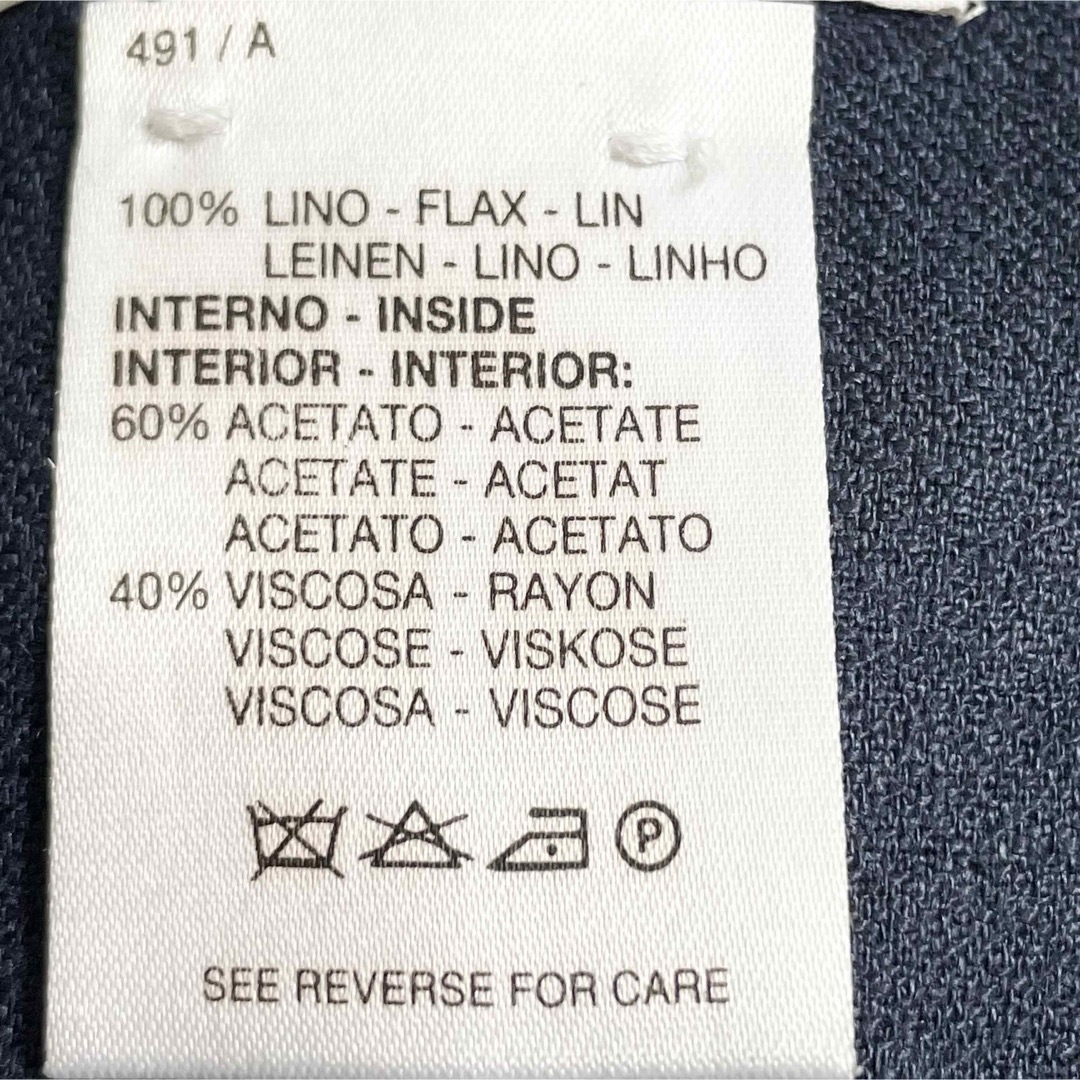 491 / A
100% LINO - FLAX - LIN
LEINEN - LINO - LINHO
INTERNO - INSIDE
INTERIOR - INTERIOR:
60% ACETATO - ACETATE
ACETATE - ACETAT
ACETATO - ACETATO
40% VISCOSA - RAYON
VISCOSE - VISKOSE
VISCOSA - VISCOSE
P
SEE REVERSE FOR CARE